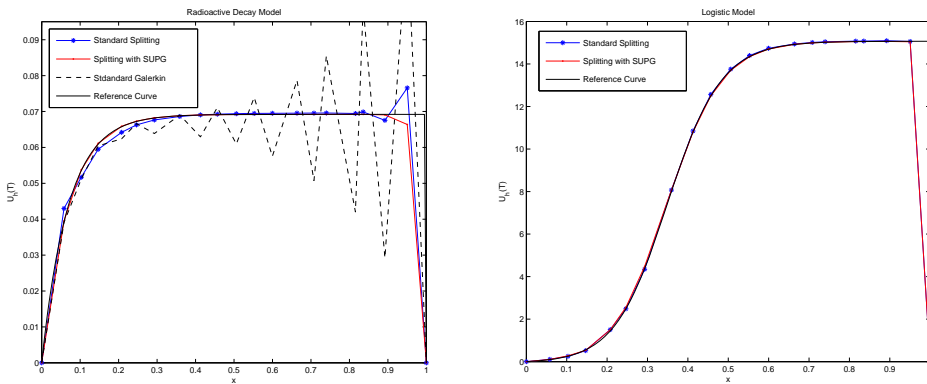 Radioactive Decay Model
Standard Splitting
Splitting with SUPG
Stdandard Galerkin
Reference Curve
0.09
0.08
0.07
0.06
0.05
0.04
0.03
0.02
0.01
0
U_h(T)
0 0.1 0.2 0.3 0.4 0.5 0.6 0.7 0.8 0.9 1
x
Logistic Model
Standard Splitting
Splitting with SUPG
Reference Curve
16
14
12
10
8
6
4
2
0
U_h(T)
0 0.1 0.2 0.3 0.4 0.5 0.6 0.7 0.8 0.9
x